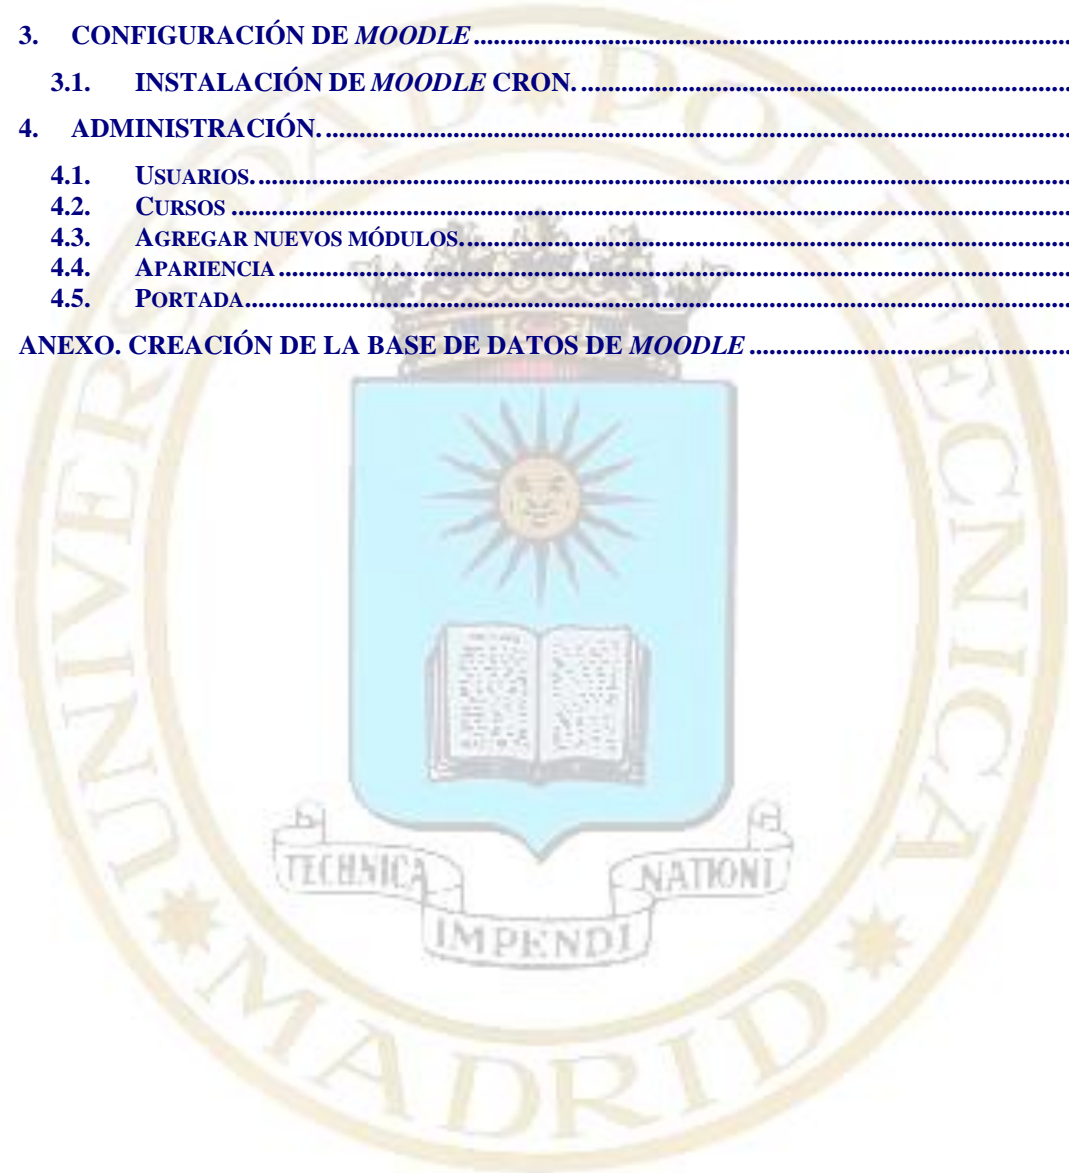 3. CONFIGURACIÓN DE MOODLE ........................................................................
3.1. INSTALACIÓN DE MOODLE CRON. ........................................................................
4. ADMINISTRACIÓN. ........................................................................
4.1. USUARIOS. ........................................................................
4.2. CURSOS ........................................................................
4.3. AGREGAR NUEVOS MÓDULOS. ........................................................................
4.4. APARIENCIA ........................................................................
4.5. PORTADA ........................................................................
ANEXO. CREACIÓN DE LA BASE DE DATOS DE MOODLE ........................................................................
UNIVERSIDAD POLITECNICA
TECHNICA
IMPENDI
NATIONI
* MADRID *